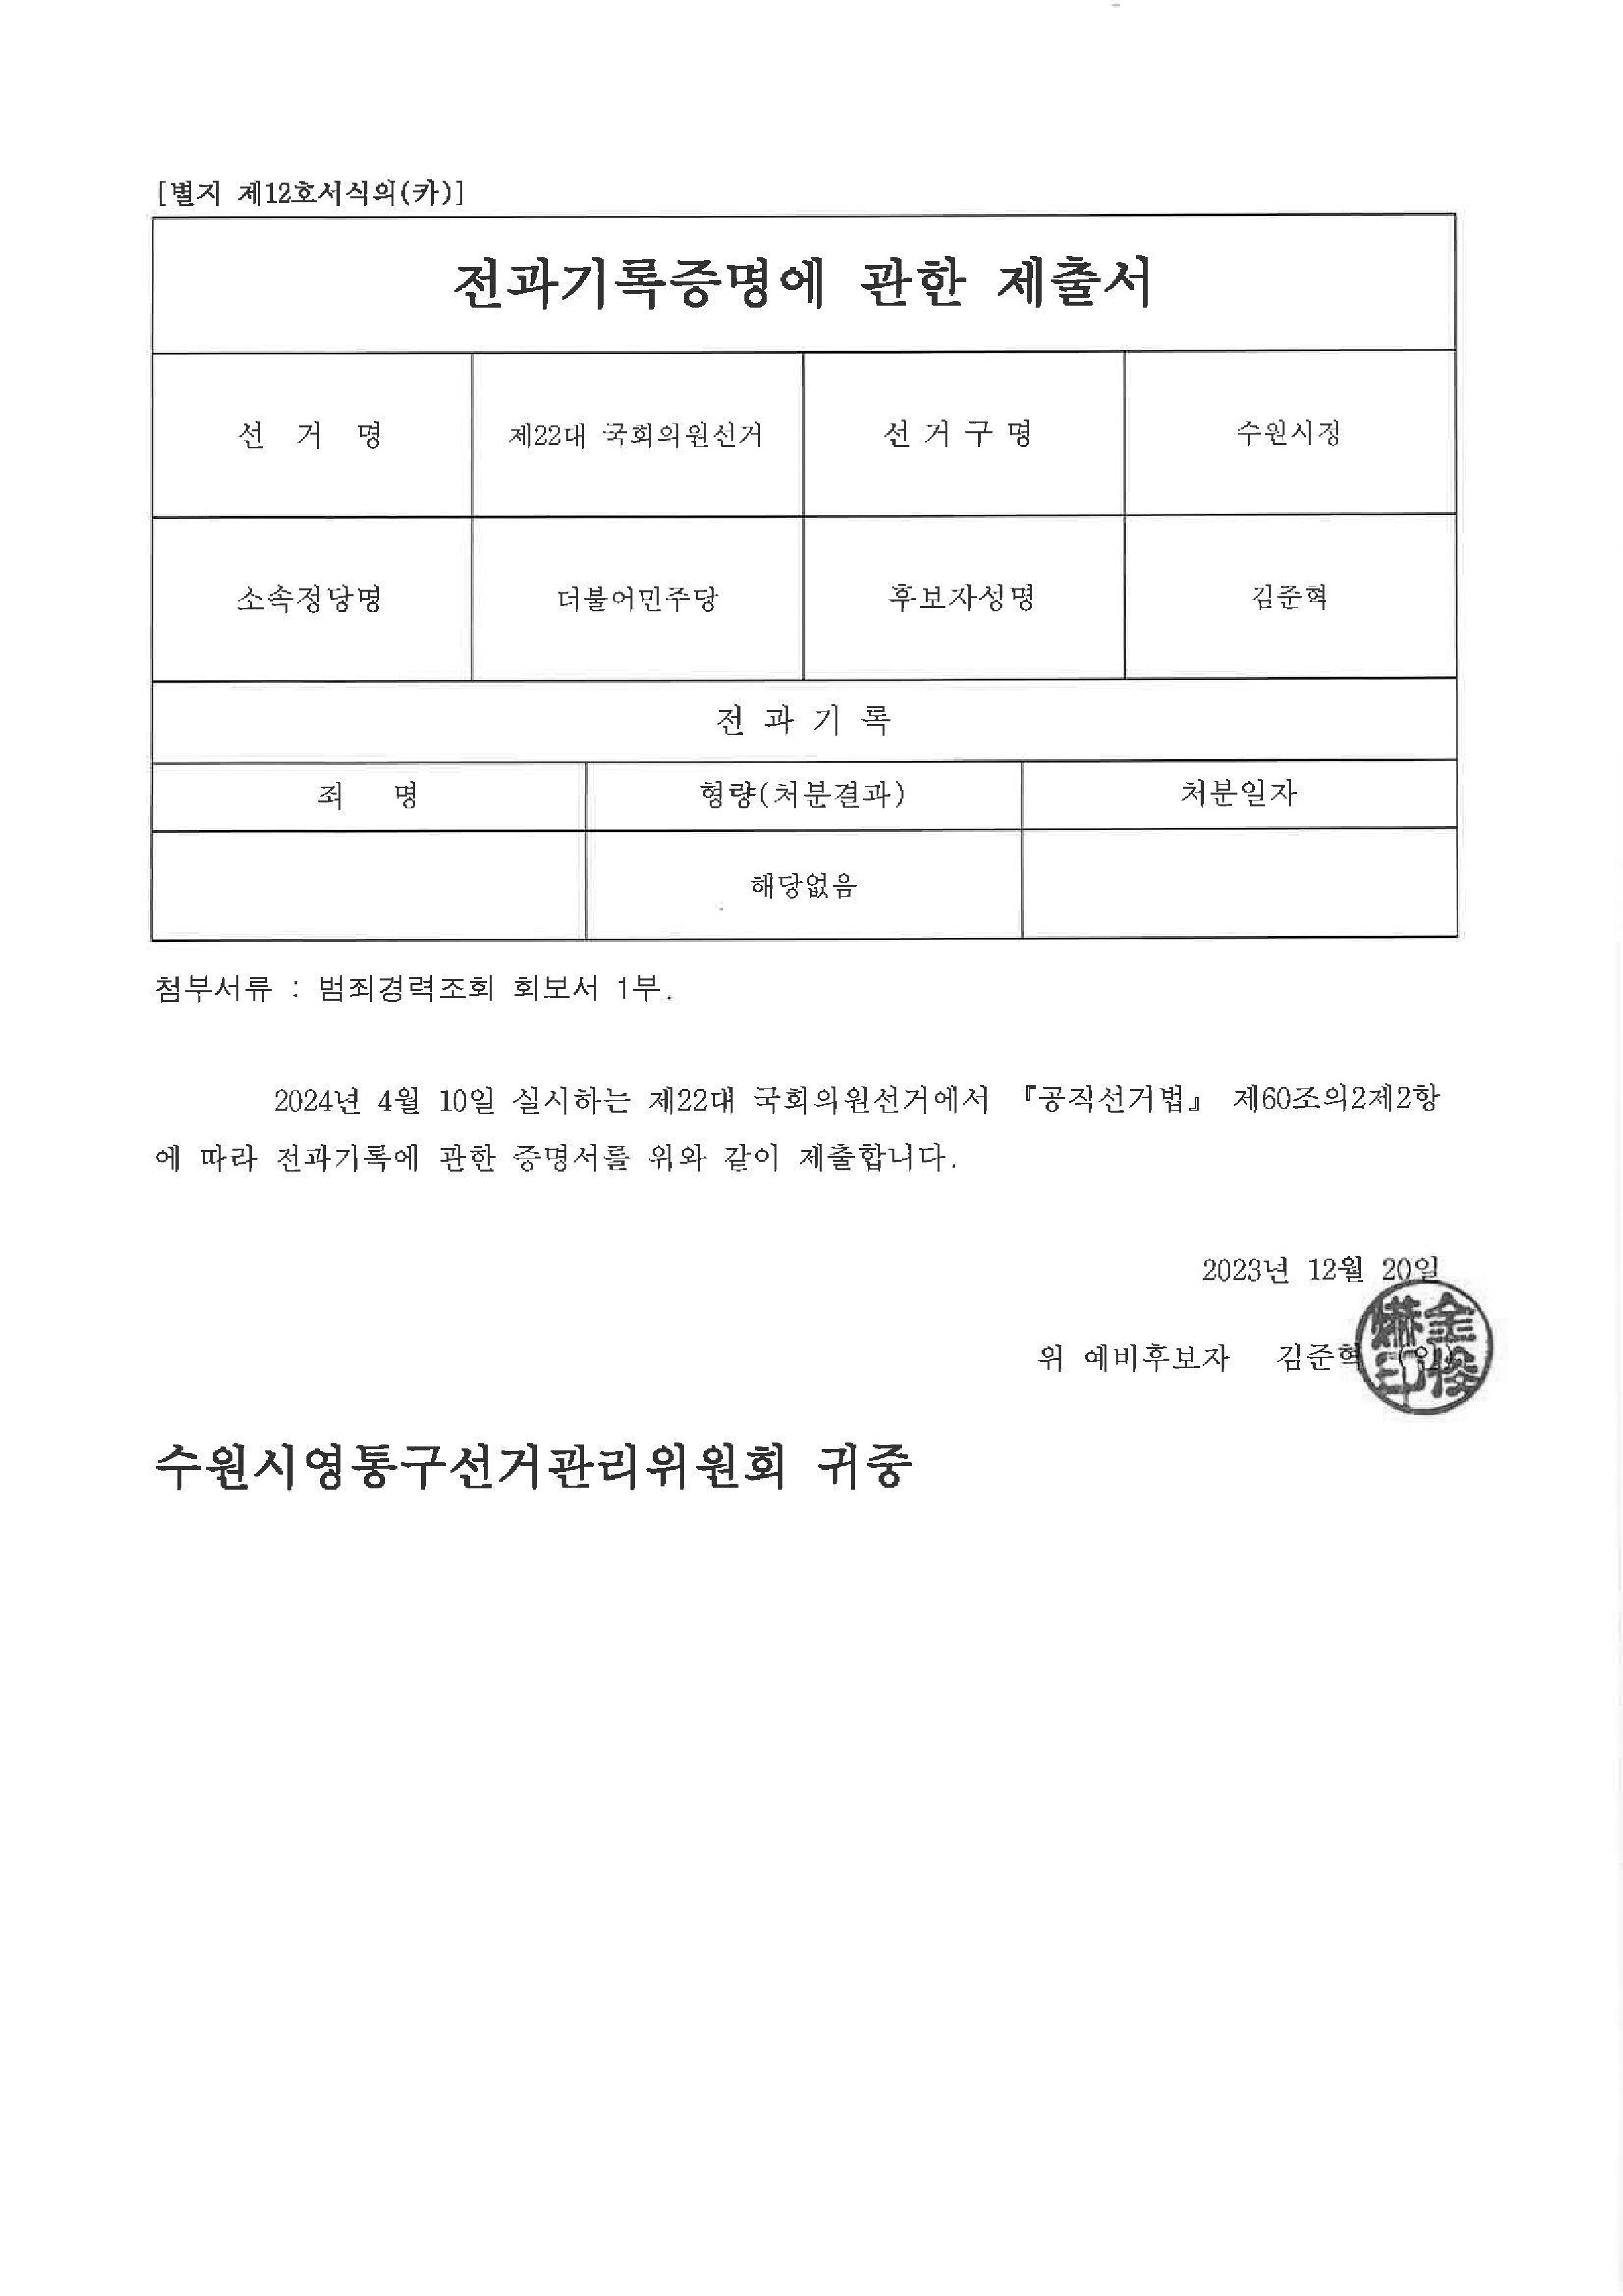 [별지 제12호서식의(카)]
전과기록증명에 관한 제출서
선 거 명 제22대 국회의원선거 선거구명 수원시정
소속정당명 더불어민주당 후보자성명 김준혁
전 과 기 록
죄 명 형량(처분결과) 처분일자
해당없음
첨부서류 : 범죄경력조회 회보서 1부.
2024년 4월 10일 실시하는 제22대 국회의원선거에서 『공직선거법』 제60조의2제2항
에 따라 전과기록에 관한 증명서를 위와 같이 제출합니다.
2023년 12월 20일
위 예비후보자 김준혁
수원시영통구선거관리위원회 귀중